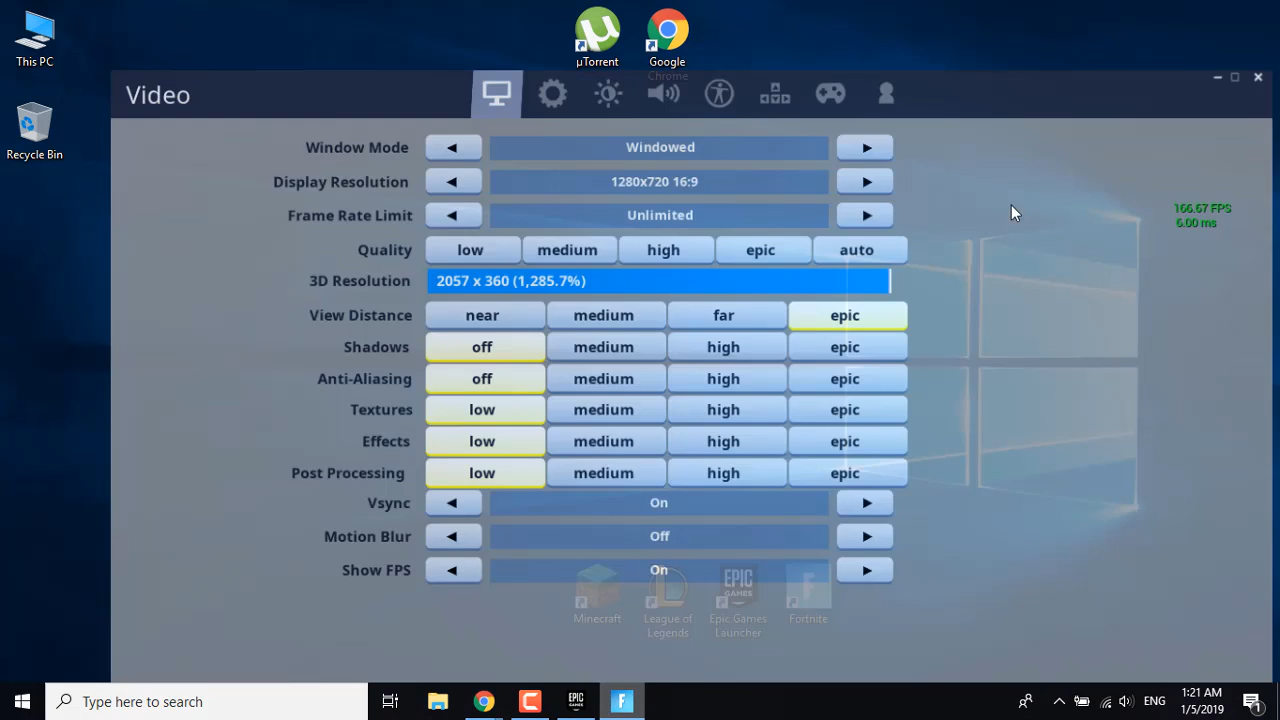 This PC
µTorrent
Google
Chrome
Recycle Bin
Video
Window Mode
Windowed
Display Resolution
1280x720 16:9
Frame Rate Limit
Unlimited
166.67 FPS
6.00 ms
Quality
low
medium
high
epic
auto
3D Resolution
2057 x 360 (1,285.7%)
View Distance
near
medium
far
epic
Shadows
off
medium
high
epic
Anti-Aliasing
off
medium
high
epic
Textures
low
medium
high
epic
Effects
low
medium
high
epic
Post Processing
low
medium
high
epic
Vsync
On
Motion Blur
Off
Show FPS
On
EPIC
GAMES
F
Minecraft
League of
Legends
Epic Games
Launcher
Fortnite
Type here to search
EPIC
GAMES
F
ENG
1:21 AM
1/5/2019
1